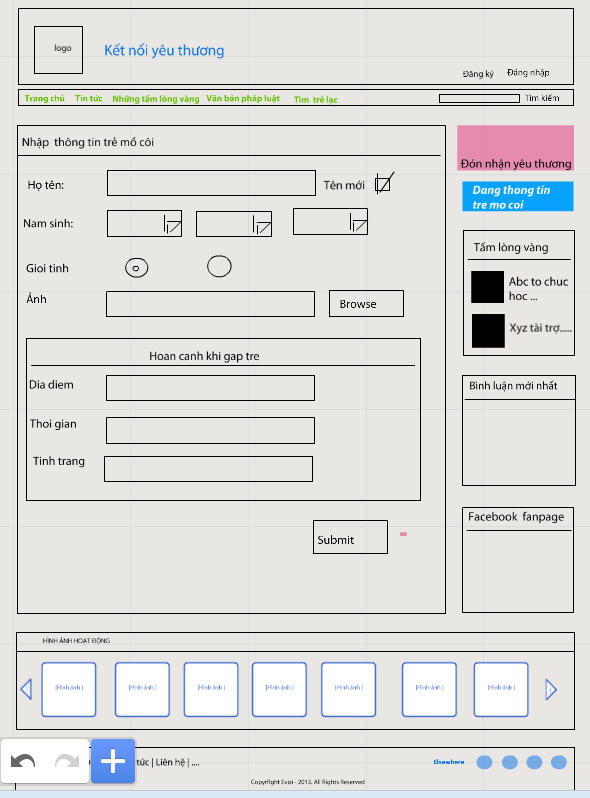 logo
Kết nối yêu thương
Đăng ký Đăng nhập
Trang chủ Tin tức Những tấm lòng vàng Văn bản pháp luật Tìm trẻ lạc Tìm kiếm
Nhập thông tin trẻ mồ côi
Họ tên: Tên mới
Nam sinh:
Gioi tinh
Ảnh Browse
Hoan canh khi gap tre
Dia diem
Thoi gian
Tinh trang
Submit
Đón nhận yêu thương
Dang thong tin
tre mo coi
Tấm lòng vàng
Abc to chuc
hoc ...
Xyz tài trợ.....
Bình luận mới nhất
Facebook fanpage
HÌNH ẢNH HOẠT ĐỘNG
[Hình ảnh ] [Hình ảnh ] [Hình ảnh ] [Hình ảnh ] [Hình ảnh ] [Hình ảnh ] [Hình ảnh ]
tức | Liên hệ | .... Elsewhere
CopyrRght Evizi - 2013. All Rights Reserved